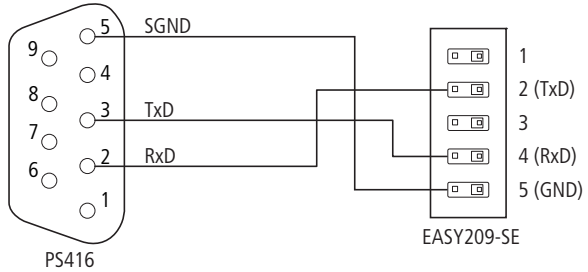 5 SGND
9
4
8
3 TxD
7
2 RxD
6
1
PS416
1
2 (TxD)
3
4 (RxD)
5 (GND)
EASY209-SE